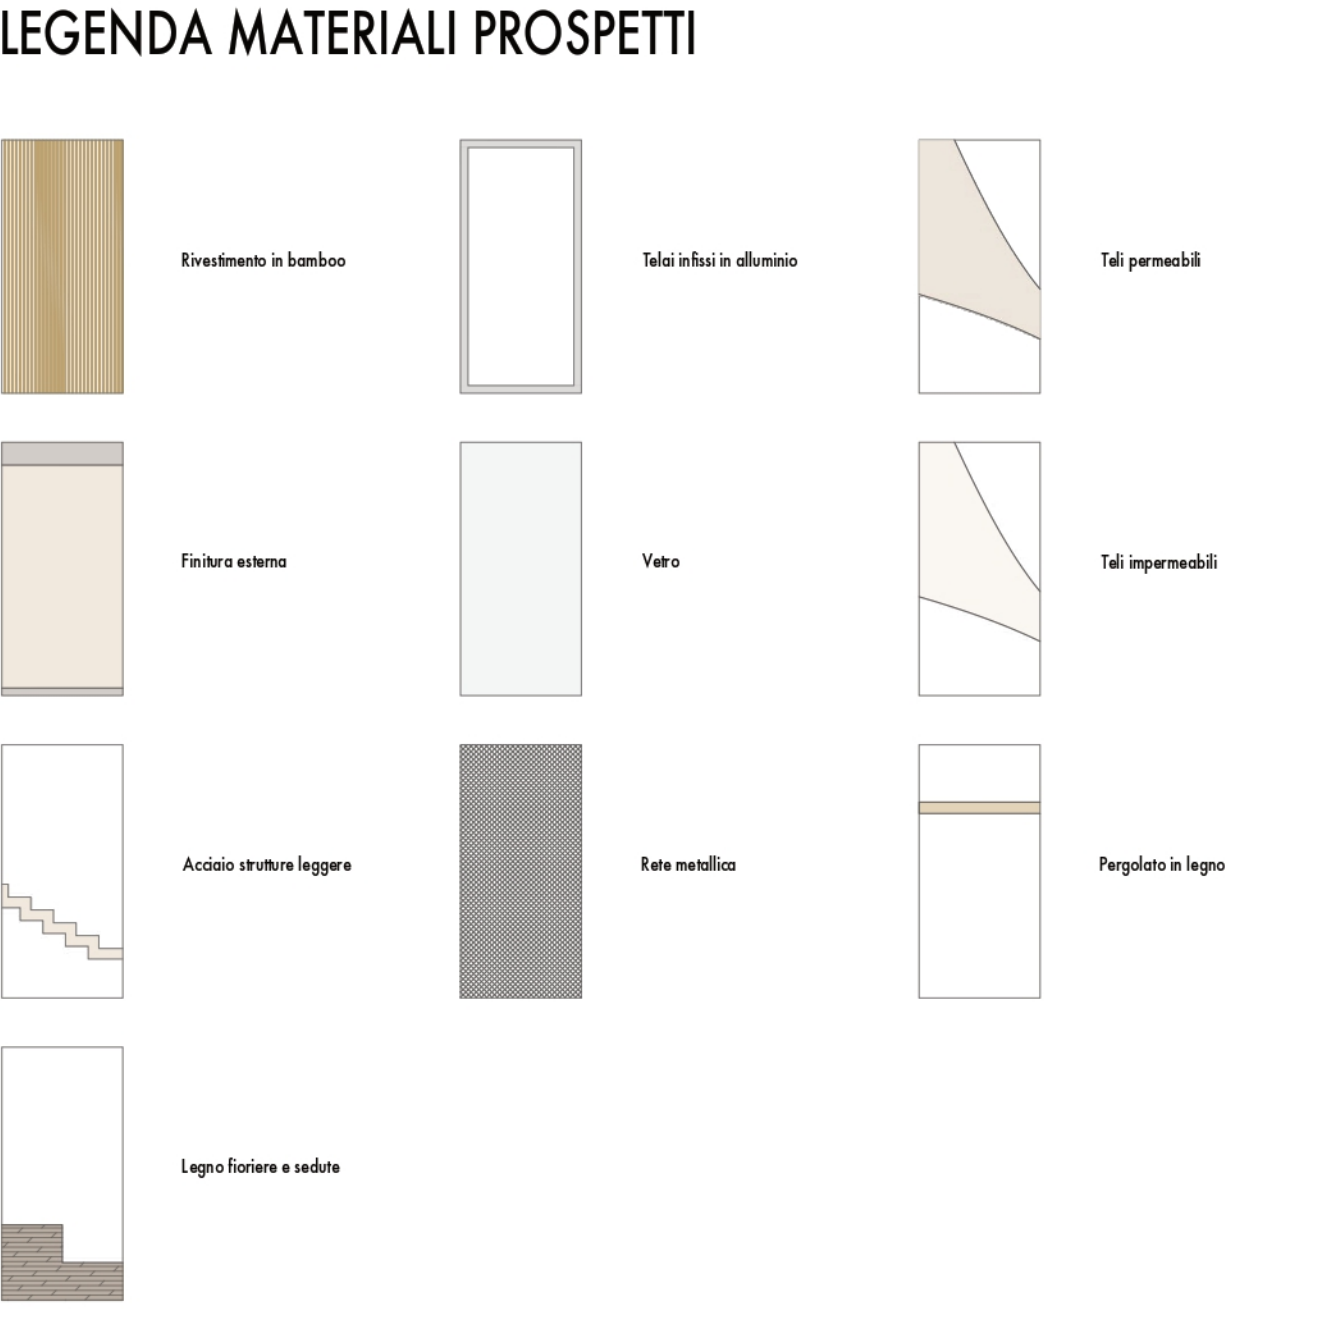 LEGENDA MATERIALI PROSPETTI
Rivestimento in bamboo
Telai infissi in alluminio
Teli permeabili
Finitura esterna
Vetro
Teli impermeabili
Acciaio strutture leggere
Rete metallica
Pergolato in legno
Legno fioriere e sedute